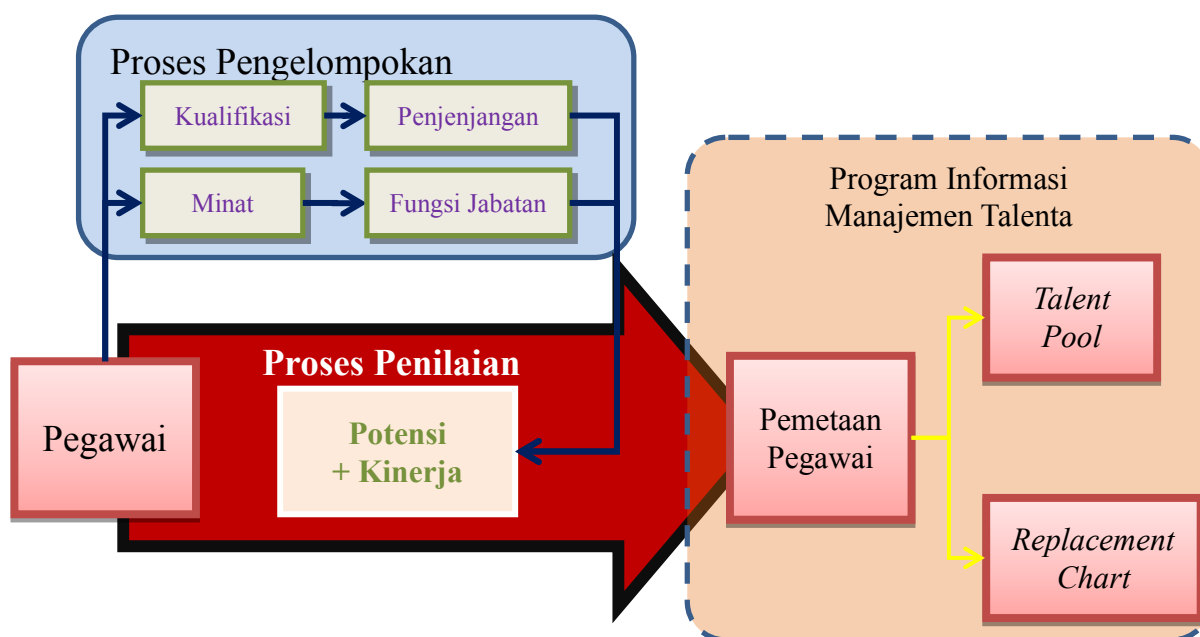 Proses Pengelompokan
Kualifikasi
Penjenjangan
Minat
Fungsi Jabatan
Pegawai
Proses Penilaian
Potensi
+ Kinerja
Program Informasi
Manajemen Talenta
Pemetaan
Pegawai
Talent
Pool
Replacement
Chart